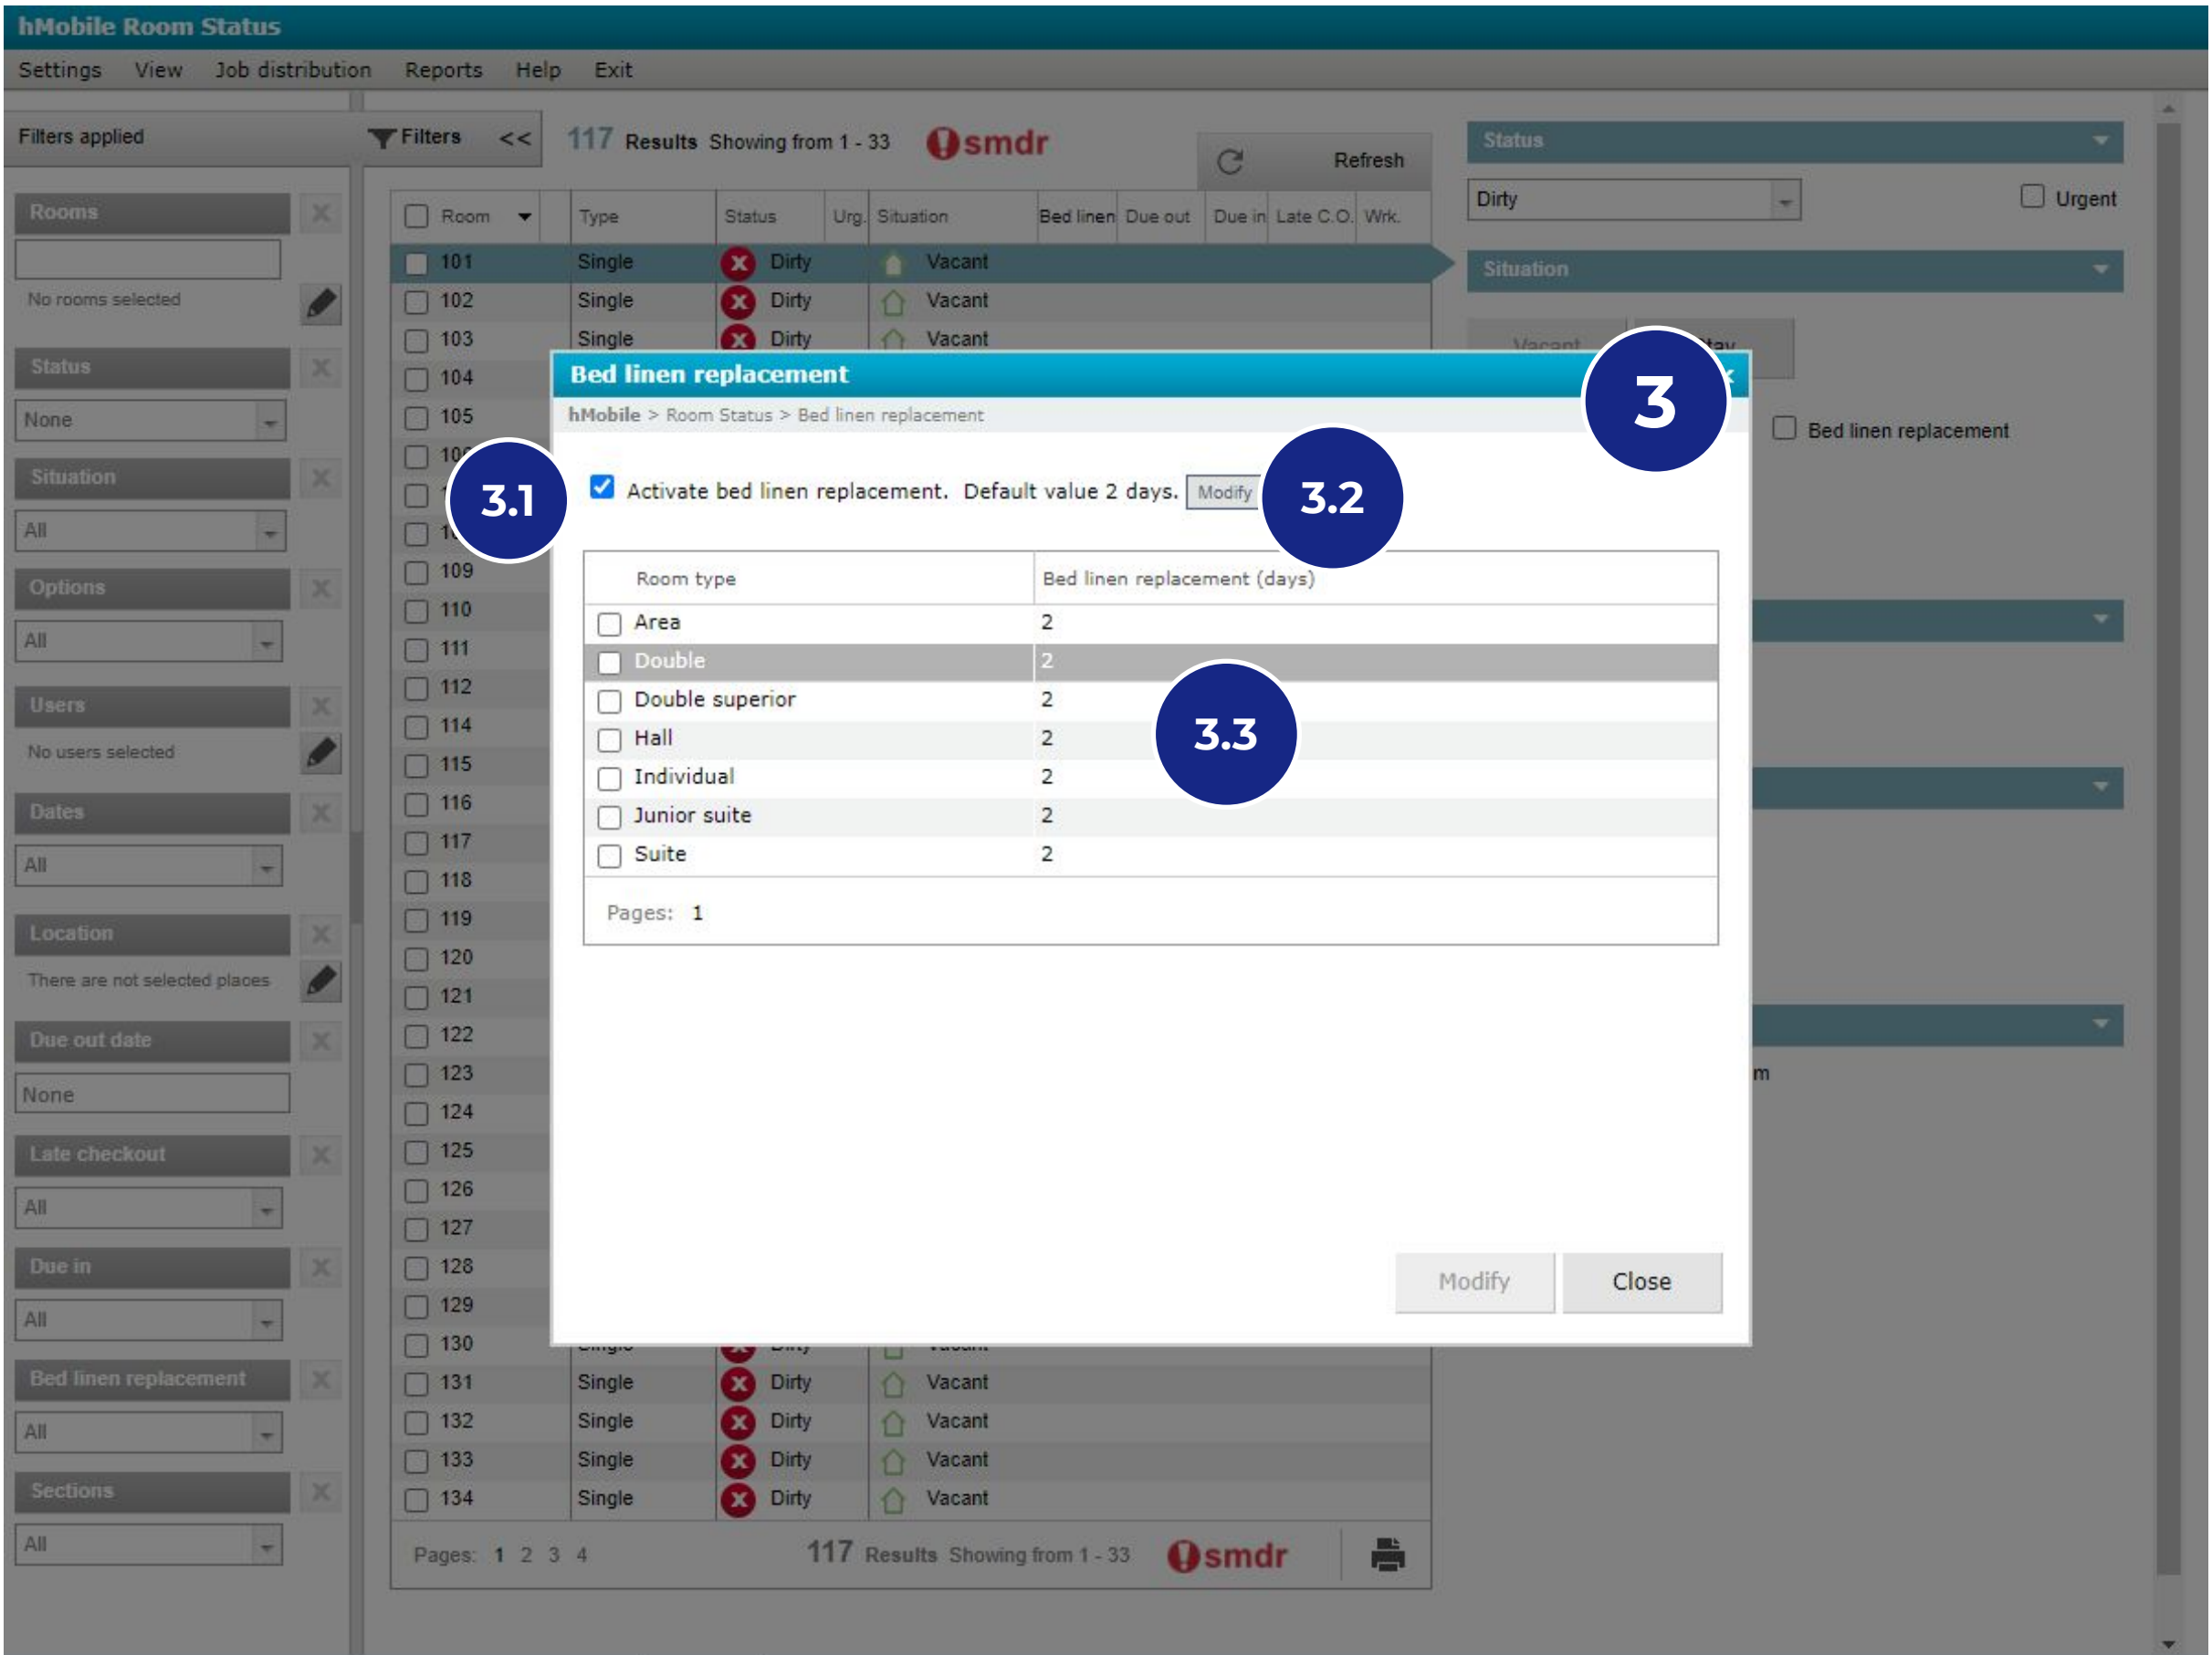 hMobile Room Status
Settings View Job distribution Reports Help Exit
Filters applied
Filters <<
117 Results Showing from 1 - 33
smdr
Refresh
Rooms
No rooms selected
Status
None
Situation
All
Options
All
Users
No users selected
Dates
All
Location
There are not selected places
Due out date
None
Late checkout
All
Due in
All
Bed linen replacement
All
Sections
All
Room Type Status Urg. Situation Bed linen Due out Due in Late C.O. Wrk.
101 Single Dirty Vacant
102 Single Dirty Vacant
103 Single Dirty Vacant
104
105
109
110
111
112
114
115
116
117
118
119
120
121
122
123
124
125
126
127
128
129
130
131 Single Dirty Vacant
132 Single Dirty Vacant
133 Single Dirty Vacant
134 Single Dirty Vacant
Pages: 1 2 3 4
117 Results Showing from 1 - 33
smdr
Status
Dirty
Urgent
Situation
Vacant
Bed linen replacement
Bed linen replacement
hMobile > Room Status > Bed linen replacement
3
3.1
Activate bed linen replacement. Default value 2 days. Modify
3.2
Room type Bed linen replacement (days)
Area 2
Double 2
Double superior 2
Hall 2
Individual 2
Junior suite 2
Suite 2
3.3
Pages: 1
Modify Close